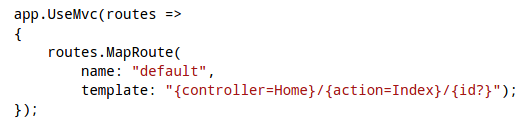 app.UseMvc(routes =>
{
    routes.MapRoute(
        name: "default",
        template: "{controller=Home}/{action=Index}/{id?}");
});